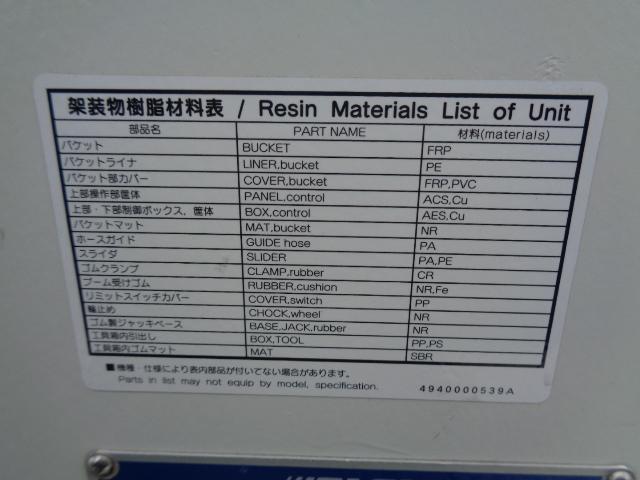 架装物樹脂材料表 / Resin Materials List of Unit
部品名 PART NAME 材料(materials)
バケット BUCKET FRP
バケットライナ LINER,bucket PE
バケット部カバー COVER,bucket FRP,PVC
上部操作部筐体 PANEL,control ACS,Cu
上部・下部制御ボックス、筐体 BOX,control AES,Cu
バケットマット MAT,bucket NR
ホースガイド GUIDE hose PA
スライダ SLIDER PA,PE
ゴムクランプ CLAMP,rubber CR
ブーム受けゴム RUBBER,cushion NR,Fe
リミットスイッチカバー COVER,switch PP
輪止め CHOCK,wheel NR
ゴム製ジャッキベース BASE,JACK,rubber NR
工具箱内引出し BOX,TOOL PP,PS
工具箱内ゴムマット MAT SBR
■ 機種・仕様により表内部品が付いてない場合があります。
Parts in list may not equip by model, specification.
4940000539A